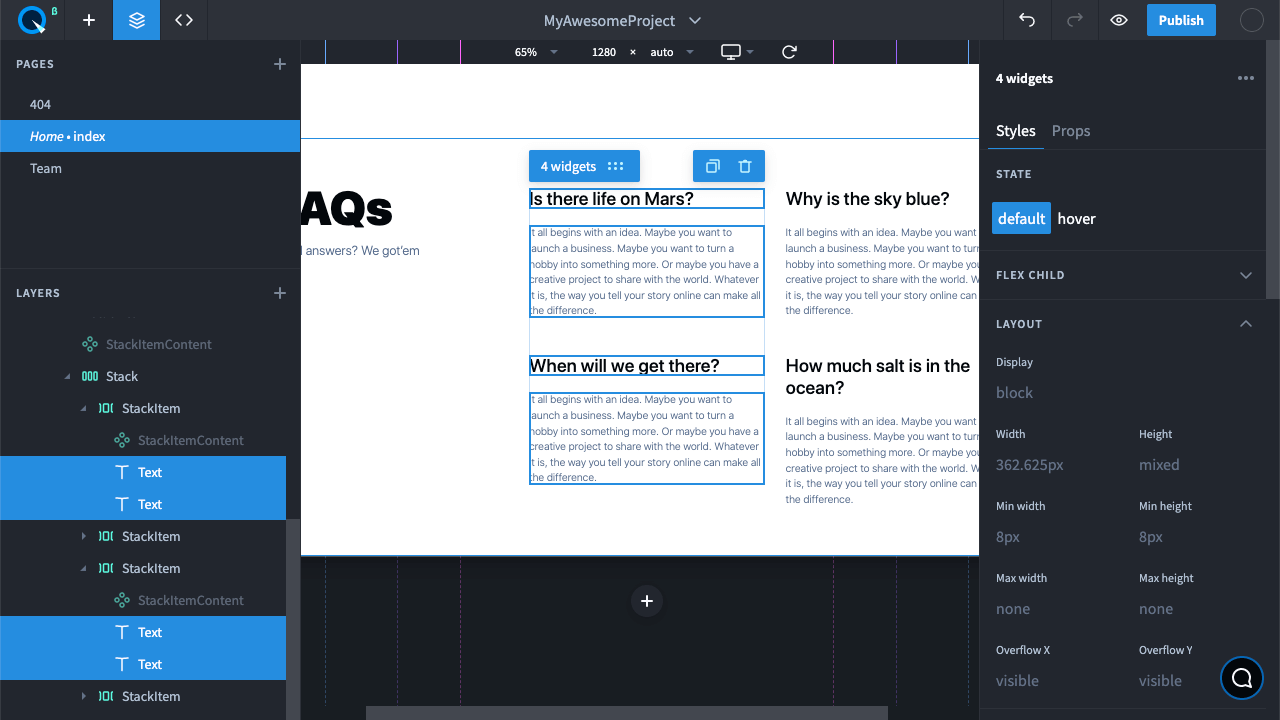 β
MyAwesomeProject
Publish
PAGES
404
Home • index
Team
LAYERS
StackItemContent
Stack
StackItem
StackItemContent
Text
Text
StackItem
StackItem
StackItemContent
Text
Text
StackItem
65%
1280 × auto
AQs
answers? We got'em
4 widgets
Is there life on Mars?
It all begins with an idea. Maybe you want to
launch a business. Maybe you want to turn a
hobby into something more. Or maybe you have a
creative project to share with the world. Whatever
it is, the way you tell your story online can make all
the difference.
When will we get there?
It all begins with an idea. Maybe you want to
launch a business. Maybe you want to turn a
hobby into something more. Or maybe you have a
creative project to share with the world. Whatever
it is, the way you tell your story online can make all
the difference.
Why is the sky blue?
It all begins with an idea. Maybe you want
launch a business. Maybe you want to turn
hobby into something more. Or maybe you
creative project to share with the world. W
it is, the way you tell your story online can
the difference.
How much salt is in the
ocean?
It all begins with an idea. Maybe you want
launch a business. Maybe you want to turn
hobby into something more. Or maybe you
creative project to share with the world. W
it is, the way you tell your story online can
the difference.
4 widgets
Styles Props
STATE
default hover
FLEX CHILD
LAYOUT
Display
block
Width Height
362.625px mixed
Min width Min height
8px 8px
Max width Max height
none none
Overflow X Overflow Y
visible visible